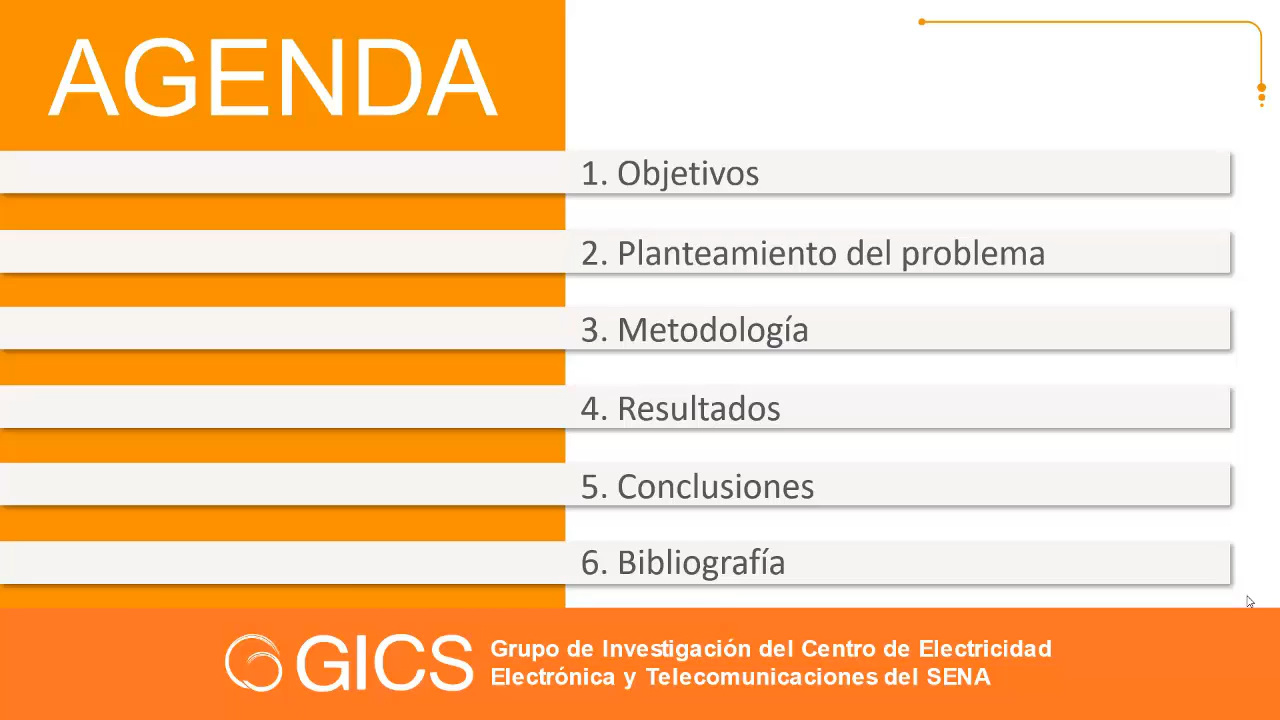 AGENDA
1. Objetivos
2. Planteamiento del problema
3. Metodología
4. Resultados
5. Conclusiones
6. Bibliografía
GICS
Grupo de Investigación del Centro de Electricidad
Electrónica y Telecomunicaciones del SENA